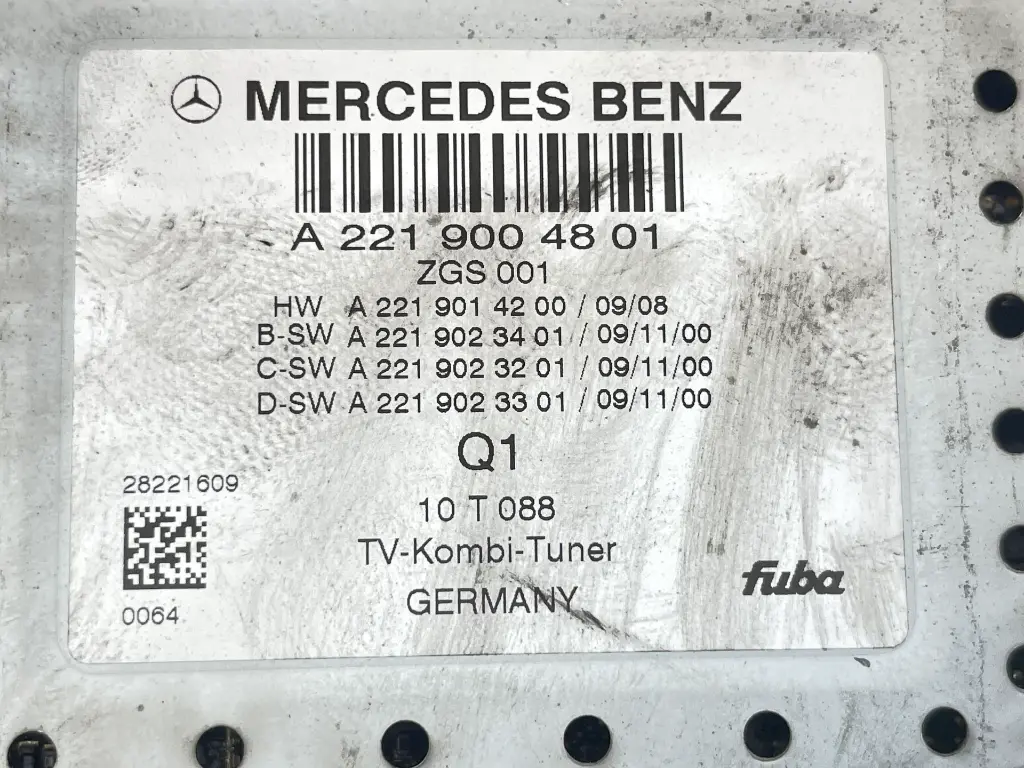 MERCEDES BENZ
A 221 900 48 01
ZGS 001
HW A 221 901 42 00 / 09/08
B-SW A 221 902 34 01 / 09/11/00
C-SW A 221 902 32 01 / 09/11/00
D-SW A 221 902 33 01 / 09/11/00
Q1
28221609
10 T 088
TV-Kombi-Tuner
fuba
GERMANY
0064